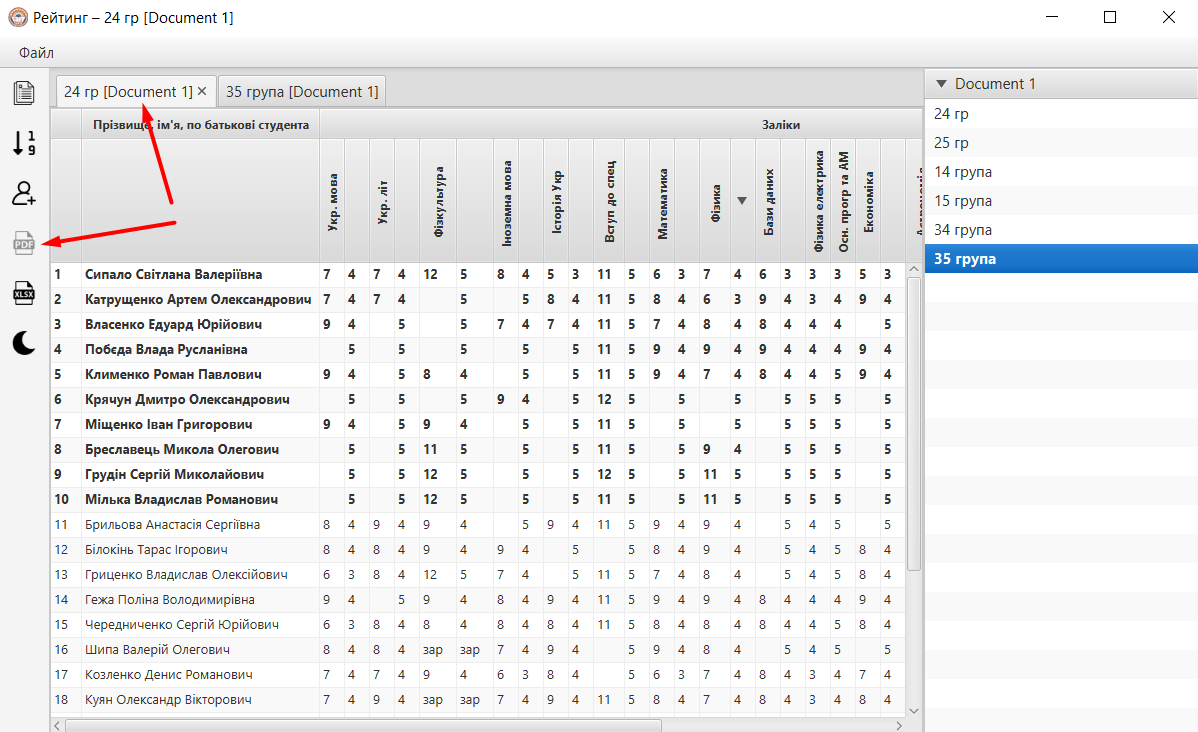 Рейтинг – 24 гр [Document 1]
Файл
24 гр [Document 1] ×
35 група [Document 1]
Прізвище, ім'я, по батькові студента
Заліки
Укр. мова
Укр. літ
Фізкультура
Іноземна мова
Історія Укр
Вступ до спец
Математика
Фізика
Бази даних
Фізика електрика
Осн. прогр та АМ
Економіка
1 Сипало Світлана Валеріївна 7 4 7 4 12 5 8 4 5 3 11 5 6 3 7 4 6 3 3 3 5 3
2 Катрущенко Артем Олександрович 7 4 7 4 5 5 8 4 11 5 8 4 6 3 9 4 3 4 9 4
3 Власенко Едуард Юрійович 9 4 5 5 7 4 7 4 11 5 7 4 8 4 8 4 4 4 5
4 Побєда Влада Русланівна 5 5 5 5 5 11 5 9 4 9 4 9 4 4 4 9 4
5 Клименко Роман Павлович 9 4 5 8 4 5 5 11 5 9 4 7 4 8 4 4 5 9 4
6 Крячун Дмитро Олександрович 5 5 5 9 4 5 12 5 5 5 5 5 5 5
7 Міщенко Іван Григорович 9 4 5 9 4 5 5 11 5 5 5 5 5 5 5
8 Бреславець Микола Олегович 5 5 11 5 5 5 11 5 5 9 4 5 5 5 5
9 Грудін Сергій Миколайович 5 5 12 5 5 5 12 5 5 11 5 5 5 5 5
10 Мілька Владислав Романович 5 5 12 5 5 5 11 5 5 11 5 5 5 5 5
11 Брильова Анастасія Сергіївна 8 4 9 4 9 4 5 9 4 11 5 9 4 9 4 5 4 5 4
12 Білокінь Тарас Ігорович 8 4 8 4 9 4 9 4 5 5 8 4 9 4 5 4 5 8 4
13 Гриценко Владислав Олексійович 6 3 8 4 12 5 7 4 5 11 5 7 4 8 4 5 4 5 8 4
14 Гежа Поліна Володимирівна 9 4 5 9 4 8 4 9 4 11 5 9 4 9 4 8 4 4 4 9 4
15 Чередниченко Сергій Юрійович 6 3 8 4 8 4 8 4 8 4 11 5 8 4 8 4 8 4 4 5 8 4
16 Шипа Валерій Олегович 8 4 8 4 зар зар 7 4 9 4 5 9 4 8 4 5 4 5 5
17 Козленко Денис Романович 7 4 7 4 9 4 6 3 8 4 5 6 3 7 4 8 4 3 4 7 4
18 Куян Олександр Вікторович 7 4 9 4 зар зар 7 4 9 4 11 5 8 4 7 4 8 4 3 4 8 4
PDF
XLSX
Document 1
24 гр
25 гр
14 група
15 група
34 група
35 група